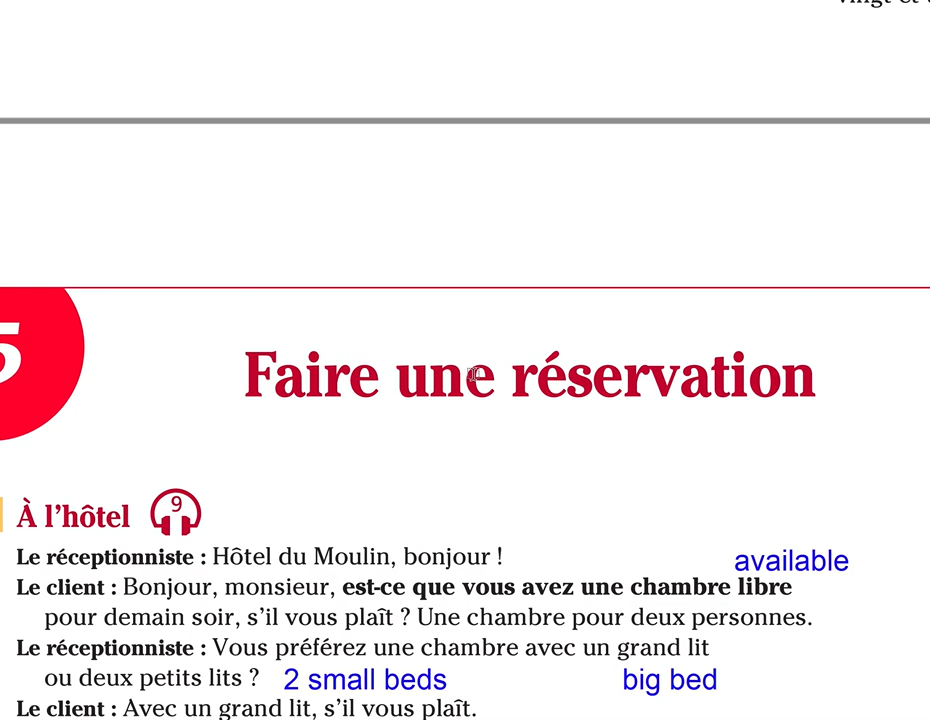 5
Faire une réservation
À l'hôtel 9
Le réceptionniste : Hôtel du Moulin, bonjour !
available
Le client : Bonjour, monsieur, est-ce que vous avez une chambre libre
pour demain soir, s'il vous plaît ? Une chambre pour deux personnes.
Le réceptionniste : Vous préférez une chambre avec un grand lit
ou deux petits lits ? 2 small beds big bed
Le client : Avec un grand lit, s'il vous plaît.